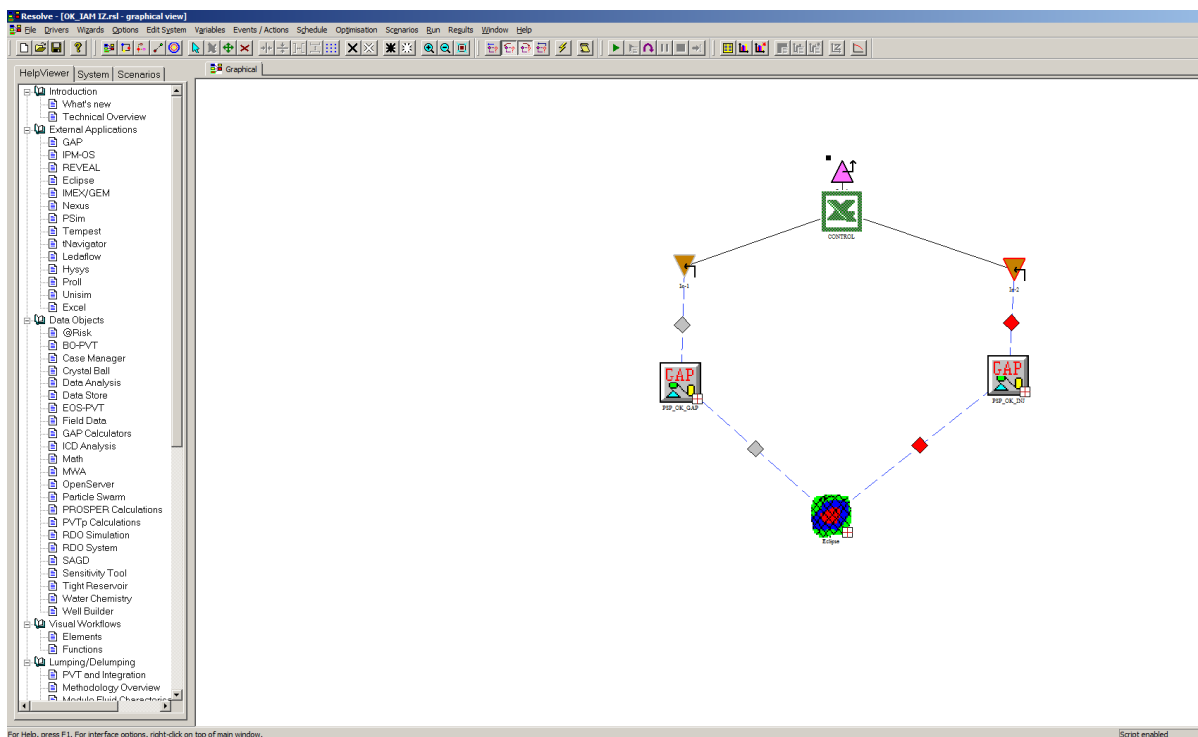 Resolve - [OK_IAM IZ.rsl - graphical view]
File Drivers Wizards Options Edit System Variables Events / Actions Schedule Optimisation Scenarios Run Results Window Help
HelpViewer System Scenarios
Graphical
Introduction
What's new
Technical Overview
External Applications
GAP
IPM-OS
REVEAL
Eclipse
IMEX/GEM
Nexus
PSim
Tempest
tNavigator
Ledaflow
Hysys
ProII
Unisim
Excel
Data Objects
@Risk
BO-PVT
Case Manager
Crystal Ball
Data Analysis
Data Store
EOS-PVT
Field Data
GAP Calculators
ICD Analysis
Math
MWA
OpenServer
Particle Swarm
PROSPER Calculations
PVTp Calculations
RDO Simulation
RDO System
SAGD
Sensitivity Tool
Tight Reservoir
Water Chemistry
Well Builder
Visual Workflows
Elements
Functions
Lumping/Delumping
PVT and Integration
Methodology Overview
CONTROL
GAP
PSP_OK_GAP
GAP
PSP_OK_INJ
Eclipse
For Help, press F1. For interface options, right-click on top of main window.
Script enabled